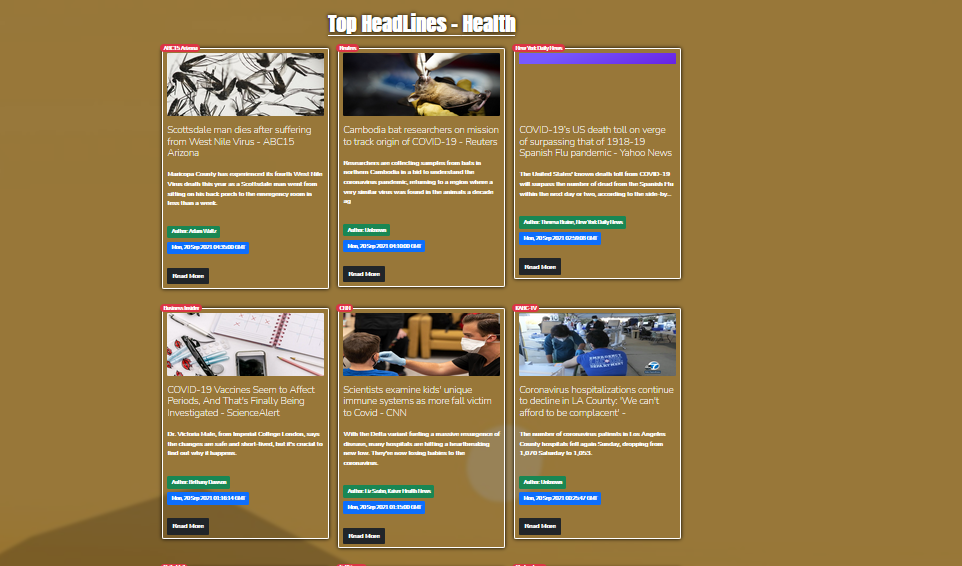 Top HeadLines - Health
ABC15 Arizona
Scottsdale man dies after suffering
from West Nile Virus - ABC15
Arizona
Maricopa County has experienced its fourth West Nile
Virus death this year as a Scottsdale man went from
sitting on his back porch to the emergency room in
less than a week.
Author: Adam Waltz
Mon, 20 Sep 2021 04:35:00 GMT
Read More
Reuters
Cambodia bat researchers on mission
to track origin of COVID-19 - Reuters
Researchers are collecting samples from bats in
northern Cambodia in a bid to understand the
coronavirus pandemic, returning to a region where a
very similar virus was found in the animals a decade
ag
Author: Unknown
Mon, 20 Sep 2021 04:10:00 GMT
Read More
New York Daily News
COVID-19's US death toll on verge
of surpassing that of 1918-19
Spanish Flu pandemic - Yahoo News
The United States' known death toll from COVID-19
will surpass the number of dead from the Spanish Flu
within the next day or two, according to the side-by...
Author: Theresa Braine, New York Daily News
Mon, 20 Sep 2021 02:59:08 GMT
Read More
Business Insider
COVID-19 Vaccines Seem to Affect
Periods, And That's Finally Being
Investigated - ScienceAlert
Dr. Victoria Male, from Imperial College London, says
the changes are safe and short-lived, but it's crucial to
find out why it happens.
Author: Bethany Dawson
Mon, 20 Sep 2021 01:16:14 GMT
Read More
CNN
Scientists examine kids' unique
immune systems as more fall victim
to Covid - CNN
With the Delta variant fueling a massive resurgence of
disease, many hospitals are hitting a heartbreaking
new low. They're now losing babies to the
coronavirus.
Author: Liz Szabo, Kaiser Health News
Mon, 20 Sep 2021 01:15:00 GMT
Read More
KABC-TV
EMERGENCY
Coronavirus hospitalizations continue
to decline in LA County: 'We can't
afford to be complacent' -
The number of coronavirus patients in Los Angeles
County hospitals fell again Sunday, dropping from
1,070 Saturday to 1,053.
Author: Unknown
Mon, 20 Sep 2021 00:25:47 GMT
Read More